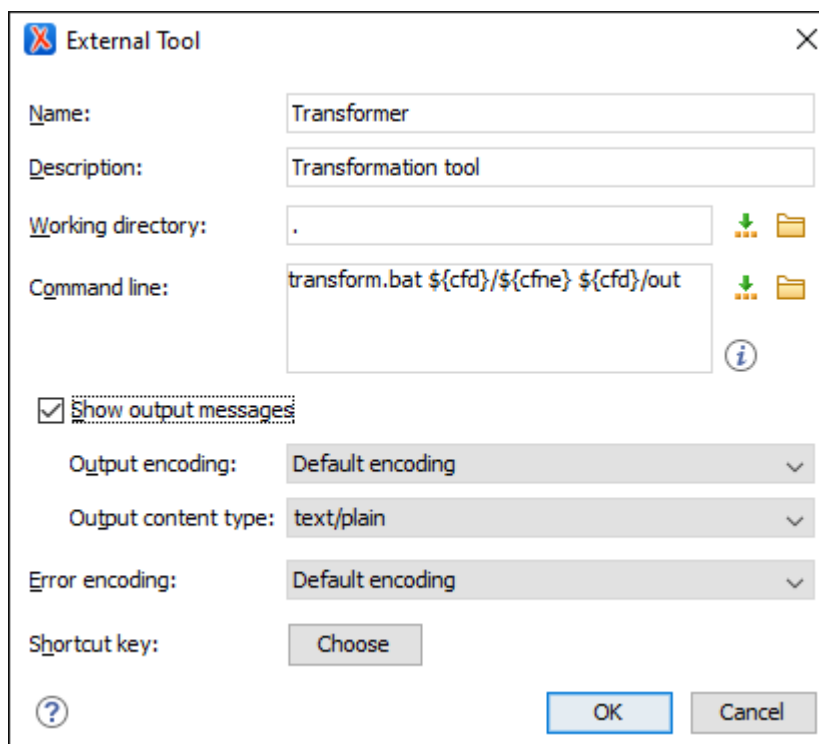 External Tool
Name: Transformer
Description: Transformation tool
Working directory: .
Command line: transform.bat ${cfd}/${cfne} ${cfd}/out
Show output messages
Output encoding: Default encoding
Output content type: text/plain
Error encoding: Default encoding
Shortcut key: Choose
OK Cancel